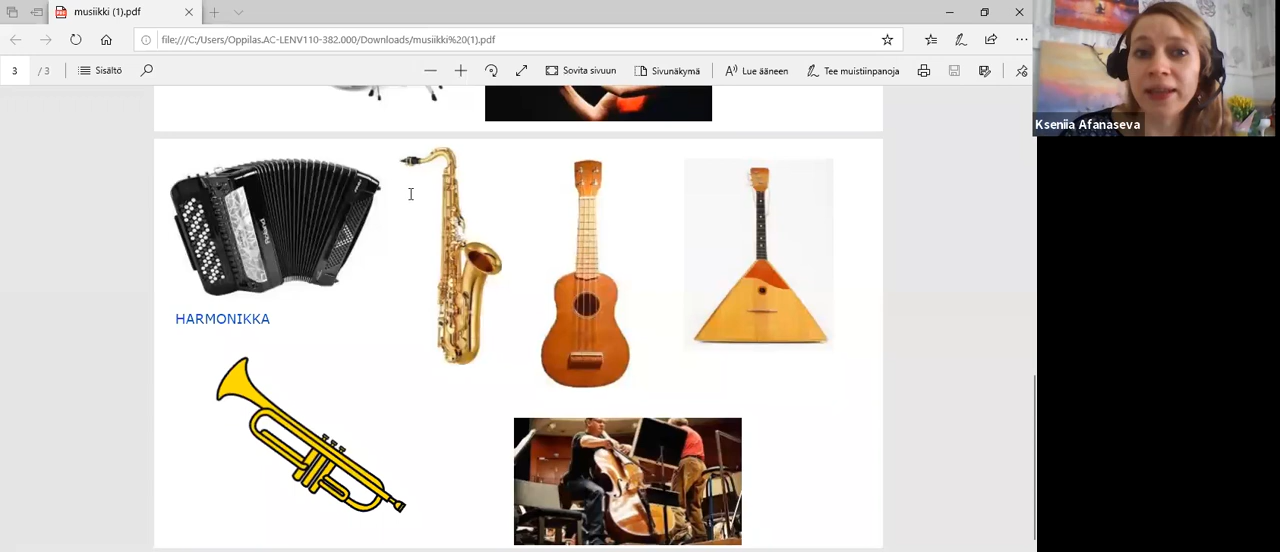 musiikki (1).pdf
file:///C:/Users/Oppilas.AC-LENV110-382.000/Downloads/musiikki%20(1).pdf
3 / 3
Sisältö
Sovita sivuun
Sivunäkymä
Lue ääneen
Tee muistiinpanoja
Kseniia Afanaseva
HARMONIKKA